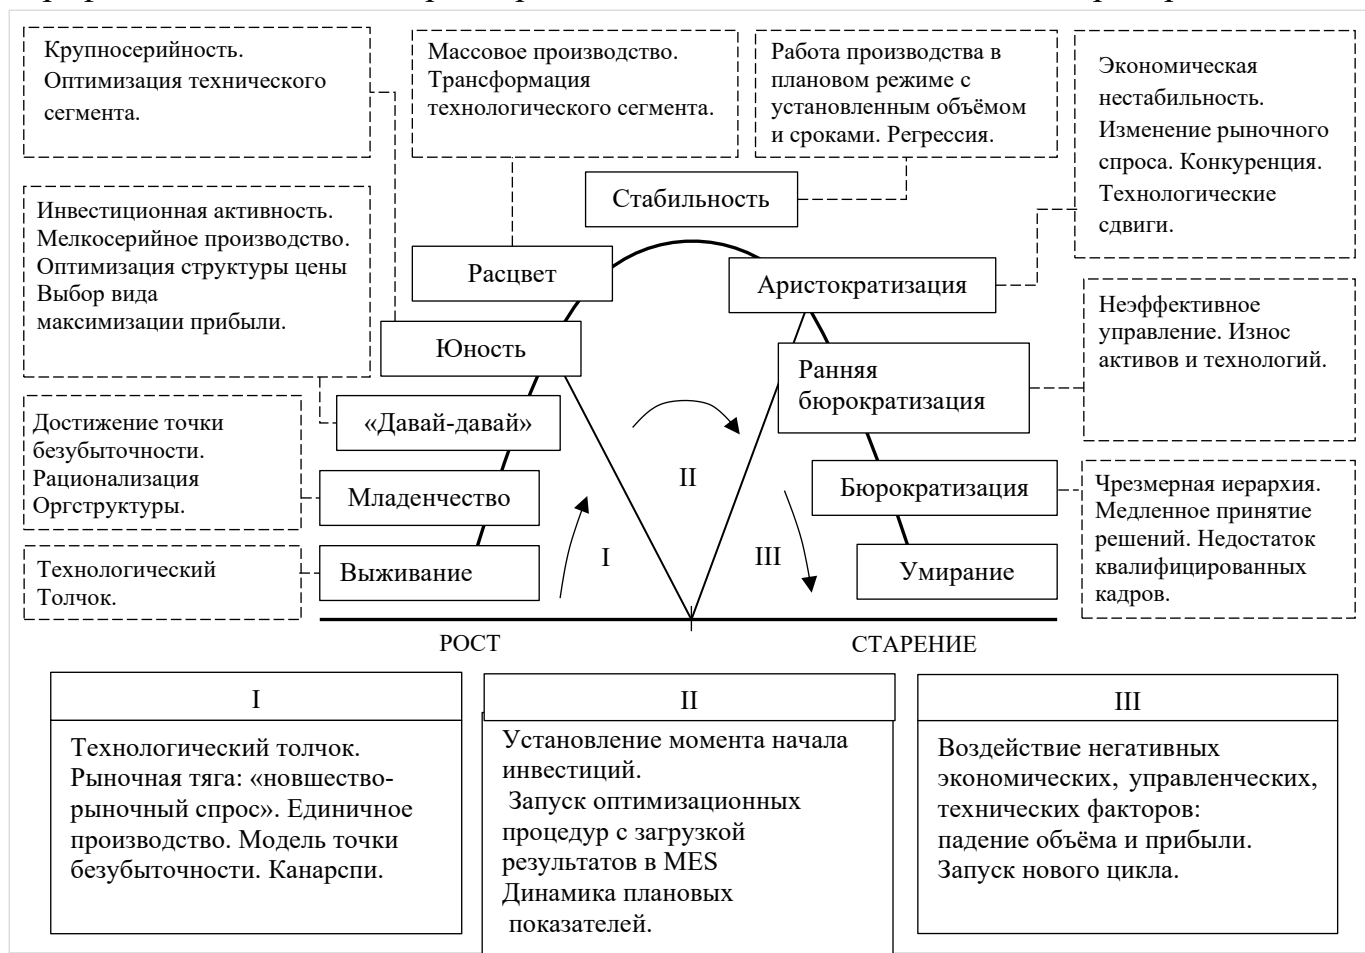 Крупносерийность.
Оптимизация технического
сегмента.
Массовое производство.
Трансформация
технологического сегмента.
Работа производства в
плановом режиме с
установленным объёмом
и сроками. Регрессия.
Экономическая
нестабильность.
Изменение рыночного
спроса. Конкуренция.
Технологические
сдвиги.
Стабильность
Инвестиционная активность.
Мелкосерийное производство.
Оптимизация структуры цены
Выбор вида
максимизации прибыли.
Расцвет
Аристократизация
Неэффективное
управление. Износ
активов и технологий.
Юность
Ранняя
бюрократизация
Достижение точки
безубыточности.
Рационализация
Оргструктуры.
«Давай-давай»
Младенчество
II
Бюрократизация
Чрезмерная иерархия.
Медленное принятие
решений. Недостаток
квалифицированных
кадров.
Технологический
Толчок.
Выживание
I
III
Умирание
РОСТ
СТАРЕНИЕ
I
Технологический толчок.
Рыночная тяга: «новшество-
рыночный спрос». Единичное
производство. Модель точки
безубыточности. Канарспи.
II
Установление момента начала
инвестиций.
Запуск оптимизационных
процедур с загрузкой
результатов в MES
Динамика плановых
показателей.
III
Воздействие негативных
экономических, управленческих,
технических факторов:
падение объёма и прибыли.
Запуск нового цикла.